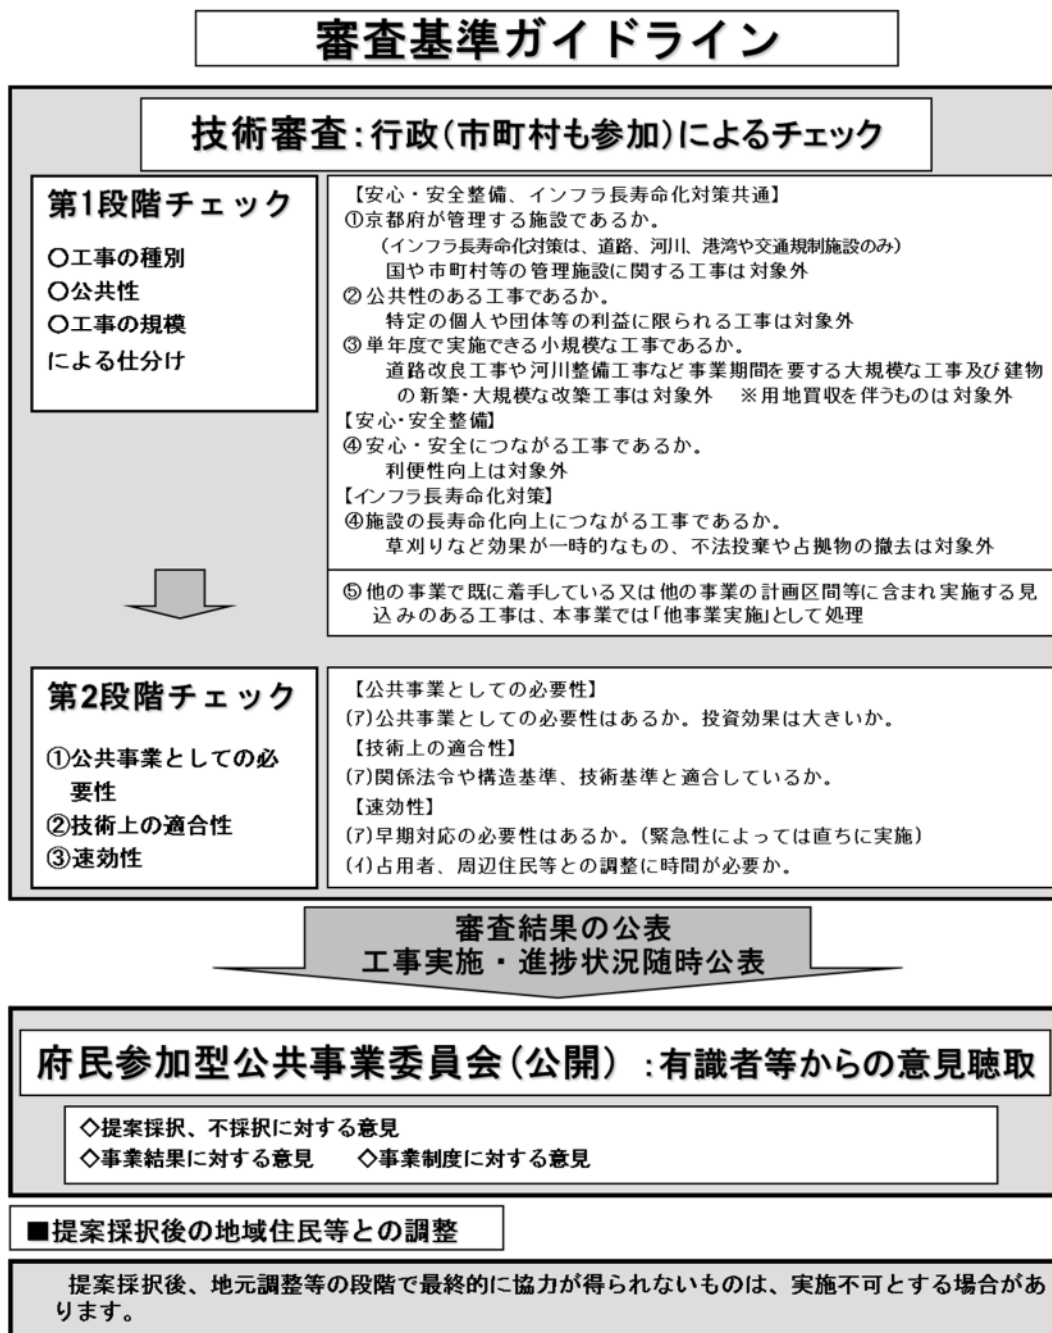 審査基準ガイドライン
技術審査：行政（市町村も参加）によるチェック
第1段階チェック
〇工事の種別
〇公共性
〇工事の規模
による仕分け
【安心・安全整備、インフラ長寿命化対策共通】
①京都府が管理する施設であるか。
（インフラ長寿命化対策は、道路、河川、港湾や交通規制施設のみ）
国や市町村等の管理施設に関する工事は対象外
②公共性のある工事であるか。
特定の個人や団体等の利益に限られる工事は対象外
③単年度で実施できる小規模な工事であるか。
道路改良工事や河川整備工事など事業期間を要する大規模な工事及び建物
の新築・大規模な改築工事は対象外　※用地買収を伴うものは対象外
【安心・安全整備】
④安心・安全につながる工事であるか。
利便性向上は対象外
【インフラ長寿命化対策】
④施設の長寿命化向上につながる工事であるか。
草刈りなど効果が一時的なもの、不法投棄や占拠物の撤去は対象外
⑤他の事業で既に着手している又は他の事業の計画区間等に含まれ実施する見
込みのある工事は、本事業では「他事業実施」として処理
第2段階チェック
①公共事業としての必
要性
②技術上の適合性
③速効性
【公共事業としての必要性】
(ｱ)公共事業としての必要性はあるか。投資効果は大きいか。
【技術上の適合性】
(ｱ)関係法令や構造基準、技術基準と適合しているか。
【速効性】
(ｱ)早期対応の必要性はあるか。（緊急性によっては直ちに実施）
(ｲ)占用者、周辺住民等との調整に時間が必要か。
審査結果の公表
工事実施・進捗状況随時公表
府民参加型公共事業委員会（公開）：有識者等からの意見聴取
◇提案採択、不採択に対する意見
◇事業結果に対する意見　◇事業制度に対する意見
■提案採択後の地域住民等との調整
提案採択後、地元調整等の段階で最終的に協力が得られないものは、実施不可とする場合があ
ります。